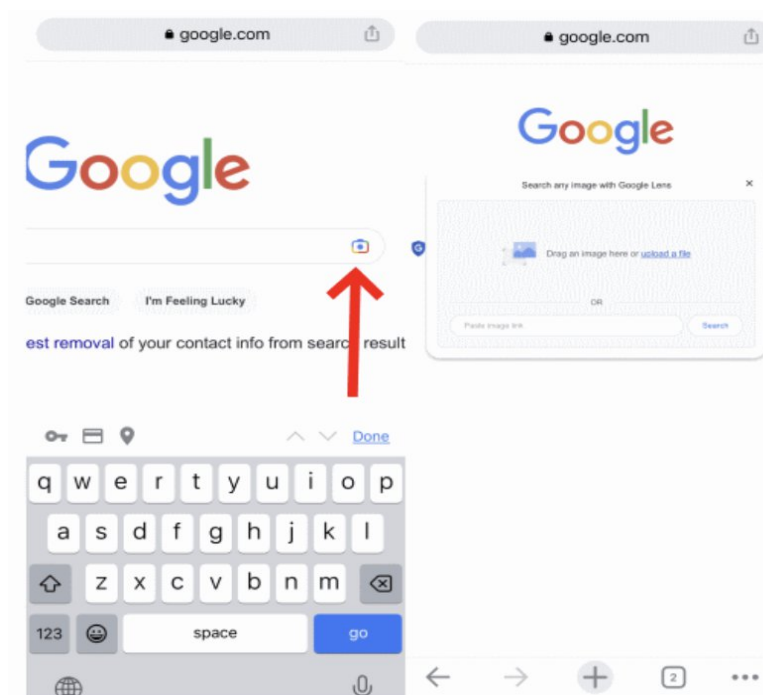 google.com
Google
Google Search
I'm Feeling Lucky
est removal of your contact info from search result
Done
q w e r t y u i o p
a s d f g h j k l
z x c v b n m
123 space go
google.com
Google
Search any image with Google Lens
Drag an image here or upload a file
OR
Paste image link
Search
2